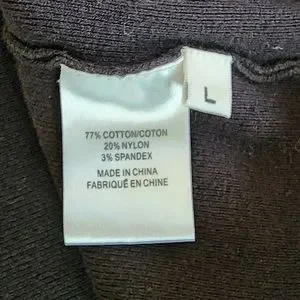 L
77% COTTON/COTON
20% NYLON
3% SPANDEX
MADE IN CHINA
FABRIQUÉ EN CHINE